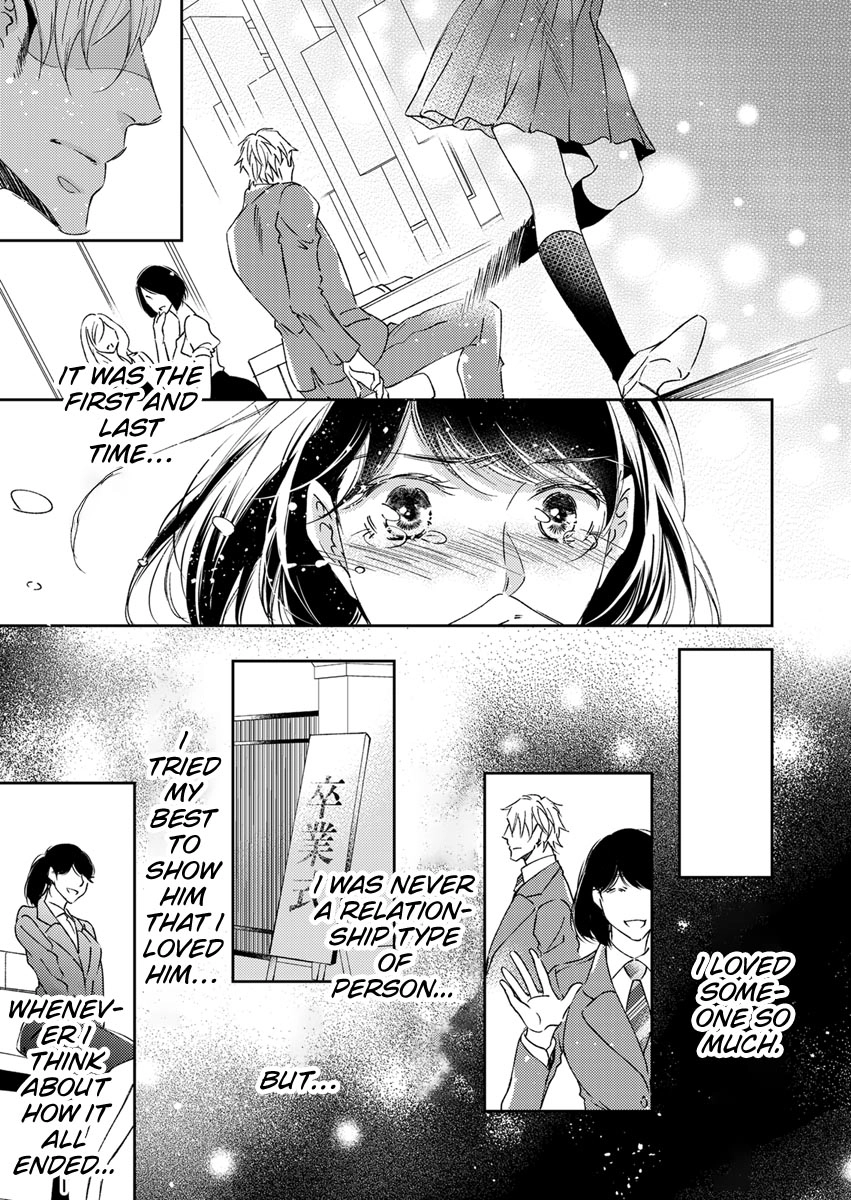 IT WAS THE
FIRST AND
LAST
TIME...
I LOVED
SOME-
ONE SO
MUCH.
I WAS NEVER
A RELATION-
SHIP TYPE
OF
PERSON...
卒業式
I
TRIED
MY
BEST
TO
SHOW
HIM
THAT I
LOVED
HIM...
BUT...
WHENEV-
ER I
THINK
ABOUT
HOW IT
ALL
ENDED...